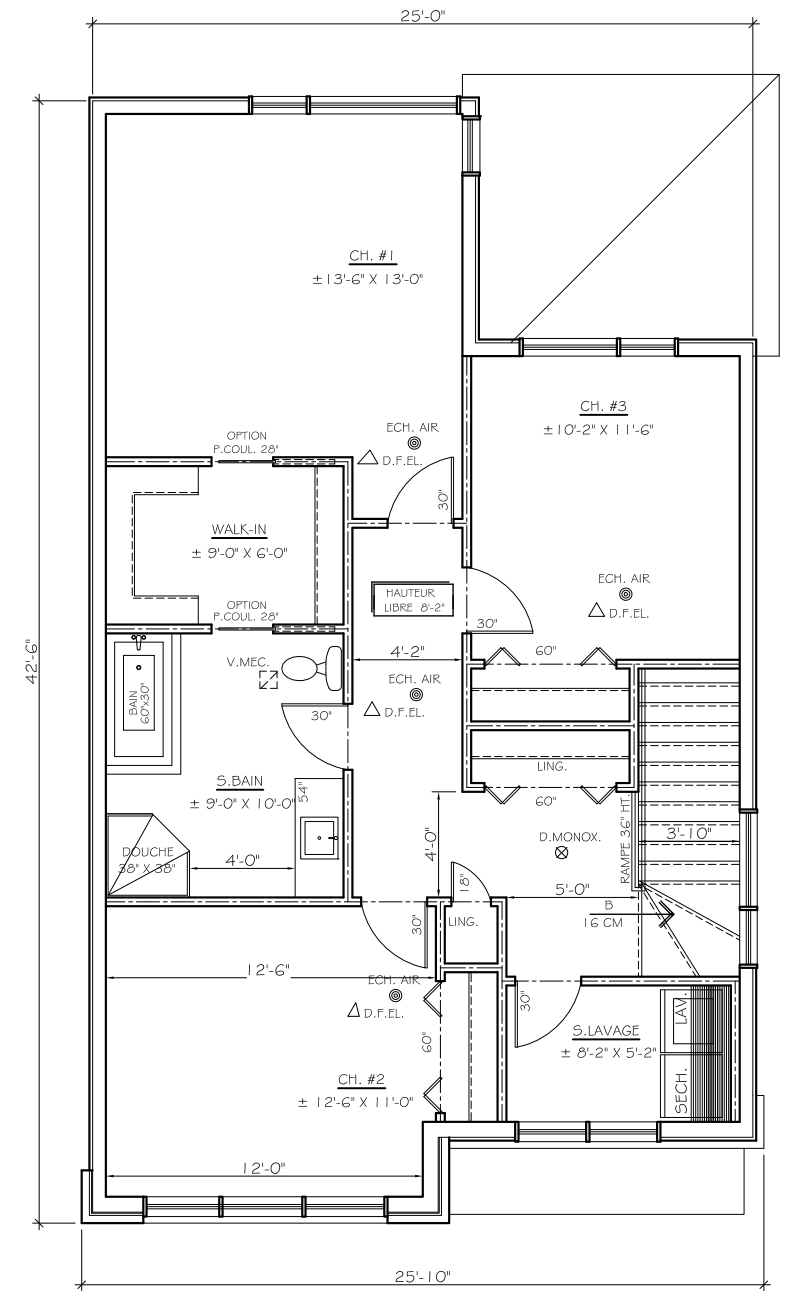 25'-0"
42'-6"
CH. #1
±13'-6" X 13'-0"
CH. #3
±10'-2" X 11'-6"
ECH. AIR
D.F.EL.
OPTION
P.COUL. 28"
30"
WALK-IN
± 9'-0" X 6'-0"
HAUTEUR
LIBRE 8'-2"
ECH. AIR
D.F.EL.
OPTION
P.COUL. 28"
30"
4'-2"
60"
V.MEC.
ECH. AIR
D.F.EL.
BAIN
60"x30"
30"
LING.
60"
S.BAIN
± 9'-0" X 10'-0"
54"
RAMPE 36" HT.
3'-10"
D.MONOX.
4'-0"
DOUCHE
38" X 38"
4'-0"
18"
5'-0"
B
16 CM
LING.
30"
12'-6"
ECH. AIR
D.F.EL.
30"
LAV.
S.LAVAGE
± 8'-2" X 5'-2"
60"
SECH.
CH. #2
± 12'-6" X 11'-0"
12'-0"
25'-10"